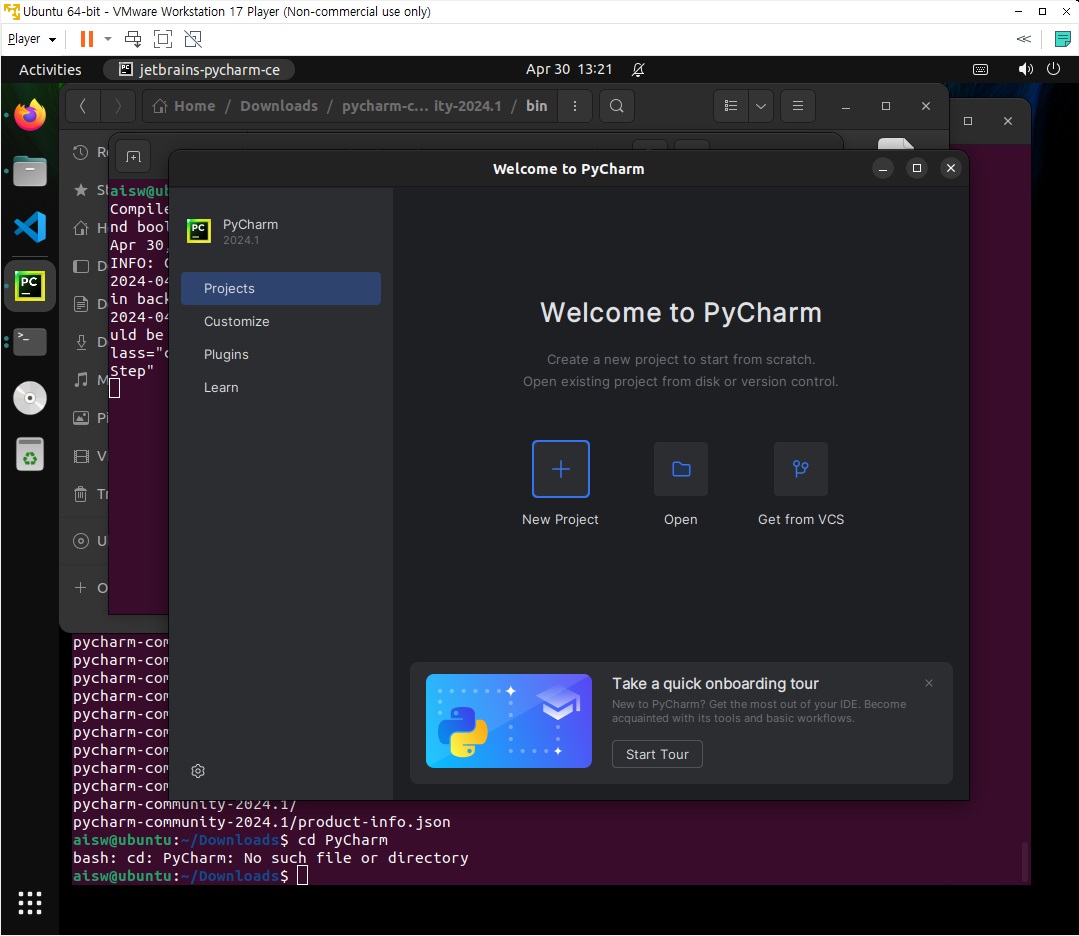 Ubuntu 64-bit - VMware Workstation 17 Player (Non-commercial use only)
Player
Activities
PC jetbrains-pycharm-ce
Apr 30 13:21
Home / Downloads / pycharm-c... ity-2024.1 / bin
Welcome to PyCharm
aisw@ub
Compile
nd bool
Apr 30,
INFO:
2024-04
in back
2024-04
uld be
lass="
Step"
PC
PyCharm
2024.1
Projects
Customize
Plugins
Learn
Welcome to PyCharm
Create a new project to start from scratch.
Open existing project from disk or version control.
New Project
Open
Get from VCS
Take a quick onboarding tour
New to PyCharm? Get the most out of your IDE. Become
acquainted with its tools and basic workflows.
Start Tour
pycharm-com
pycharm-com
pycharm-com
pycharm-com
pycharm-com
pycharm-com
pycharm-com
pycharm-com
pycharm-com
pycharm-community-2024.1/
pycharm-community-2024.1/product-info.json
aisw@ubuntu:~/Downloads$ cd PyCharm
bash: cd: PyCharm: No such file or directory
aisw@ubuntu:~/Downloads$